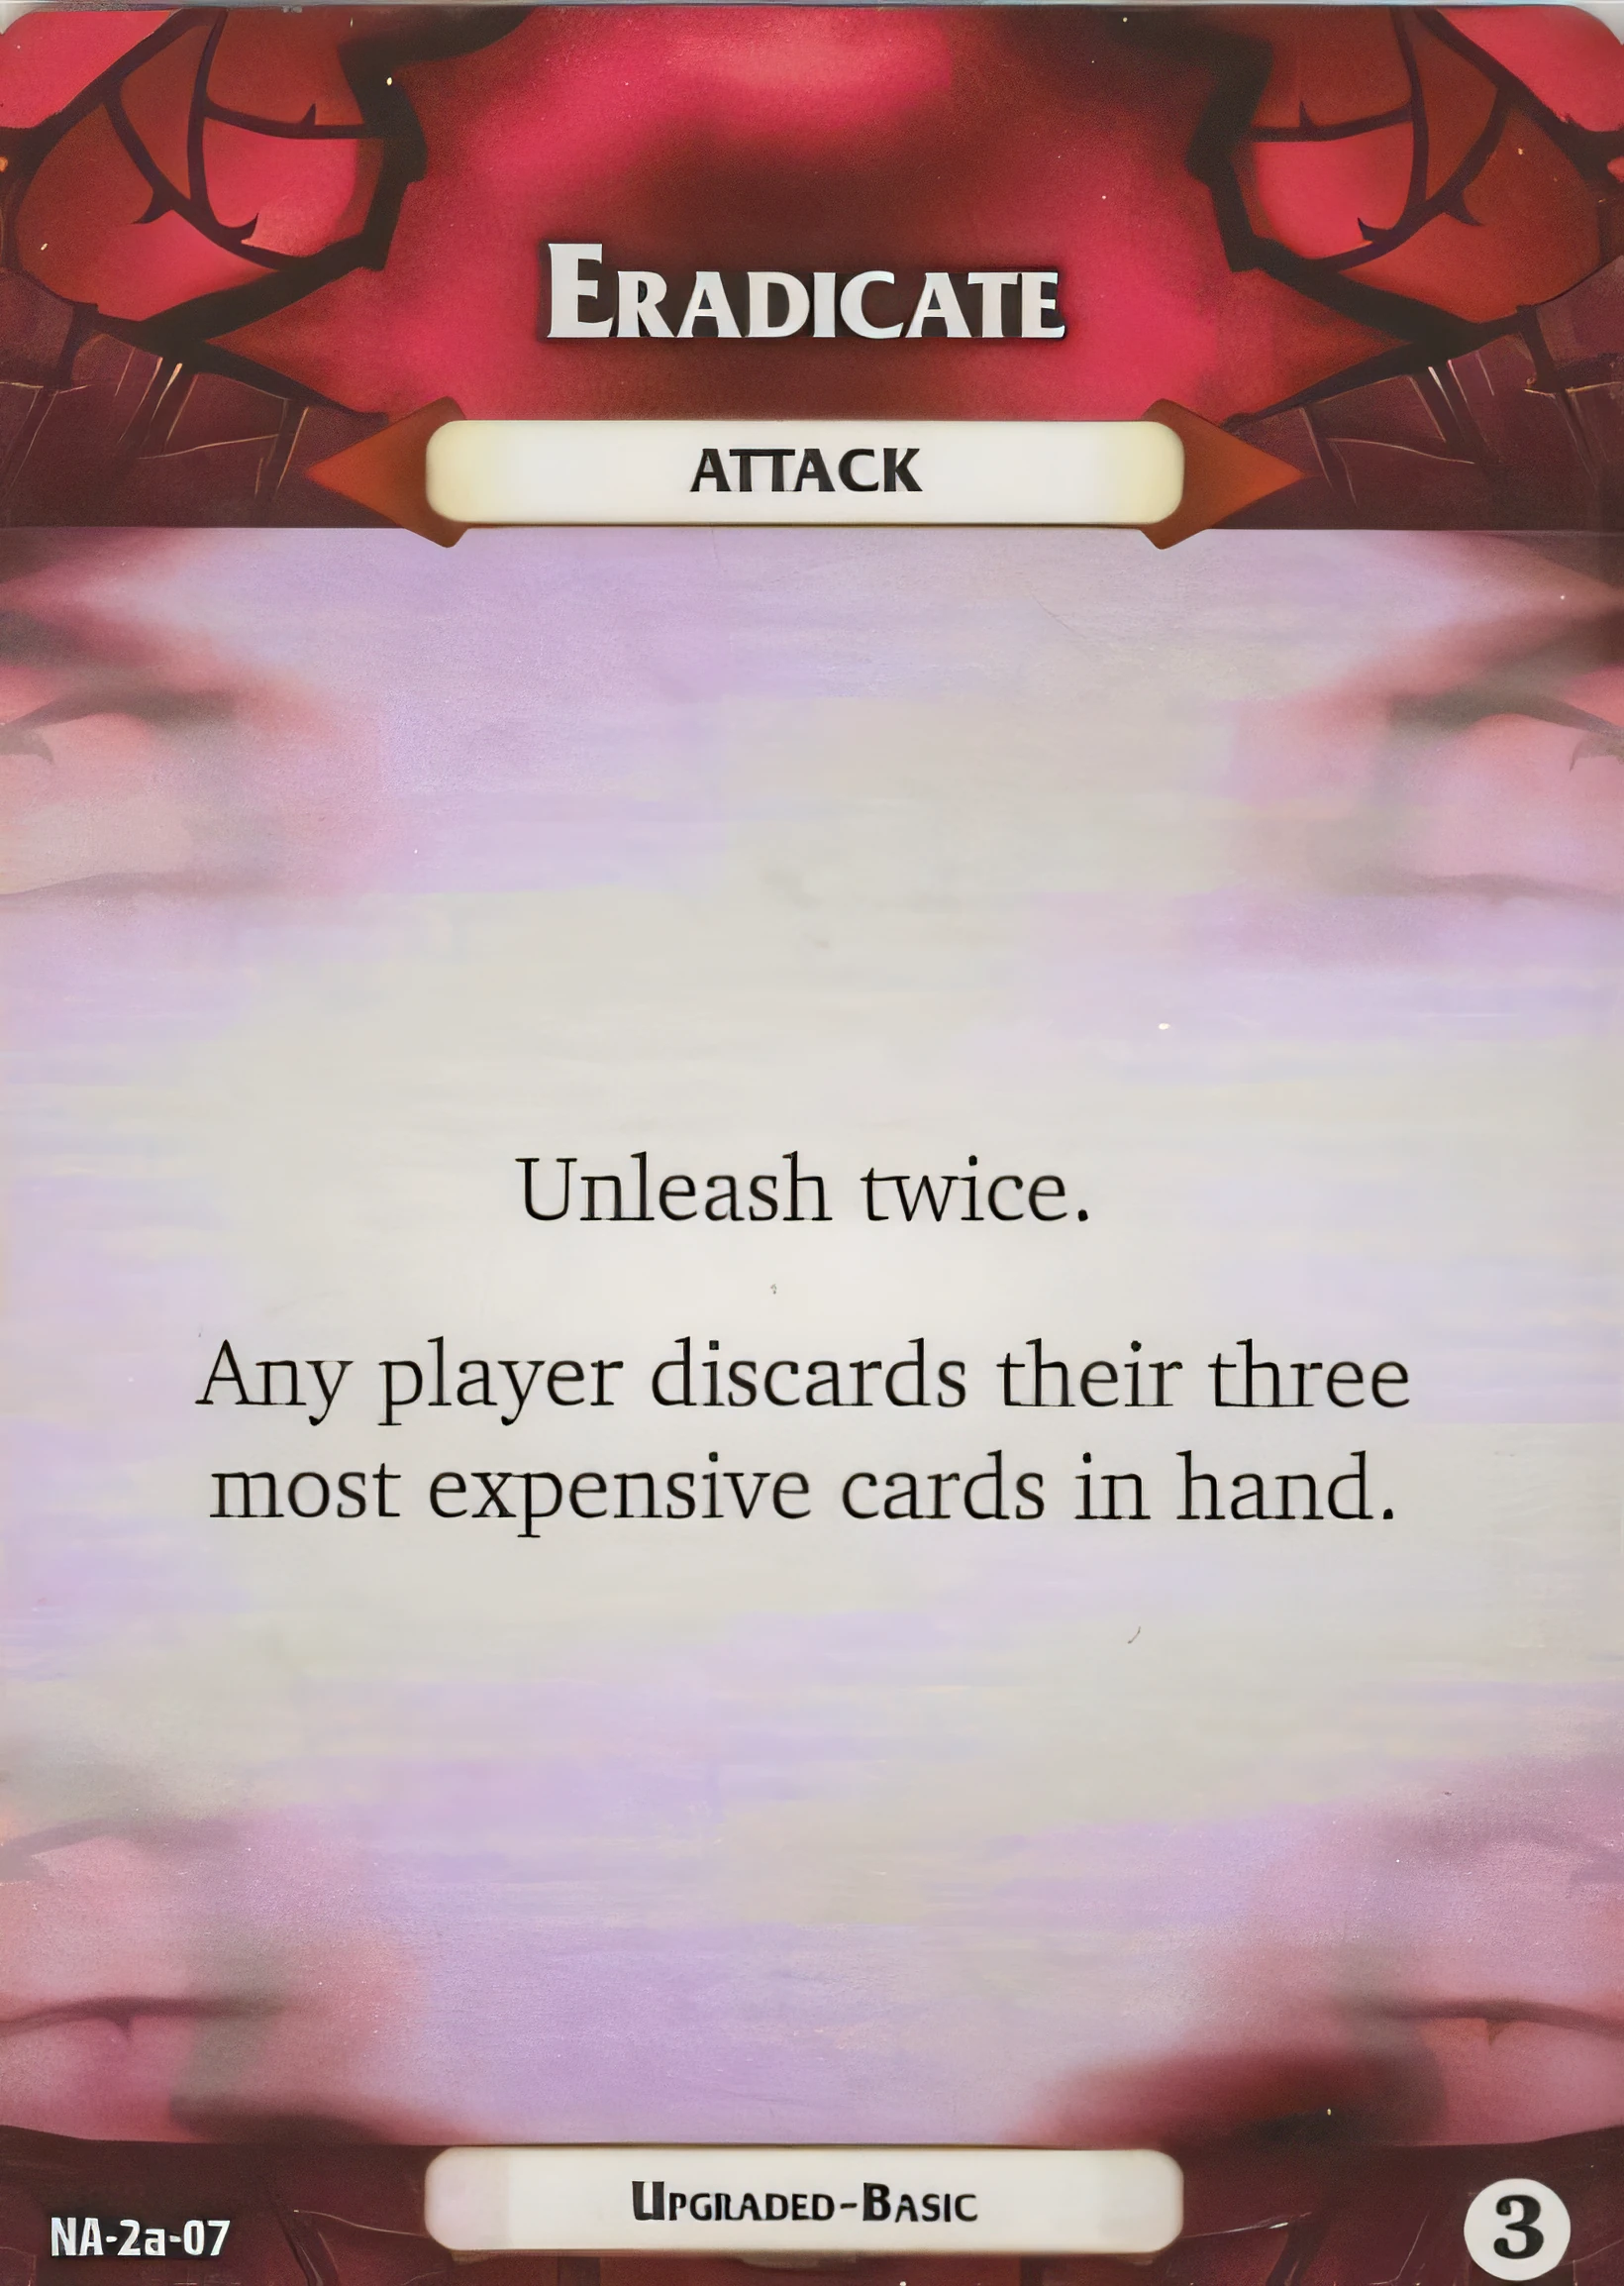 Eradicate
ATTACK
Unleash twice.
Any player discards their three
most expensive cards in hand.
Upgraded-Basic
NA-2a-07
3